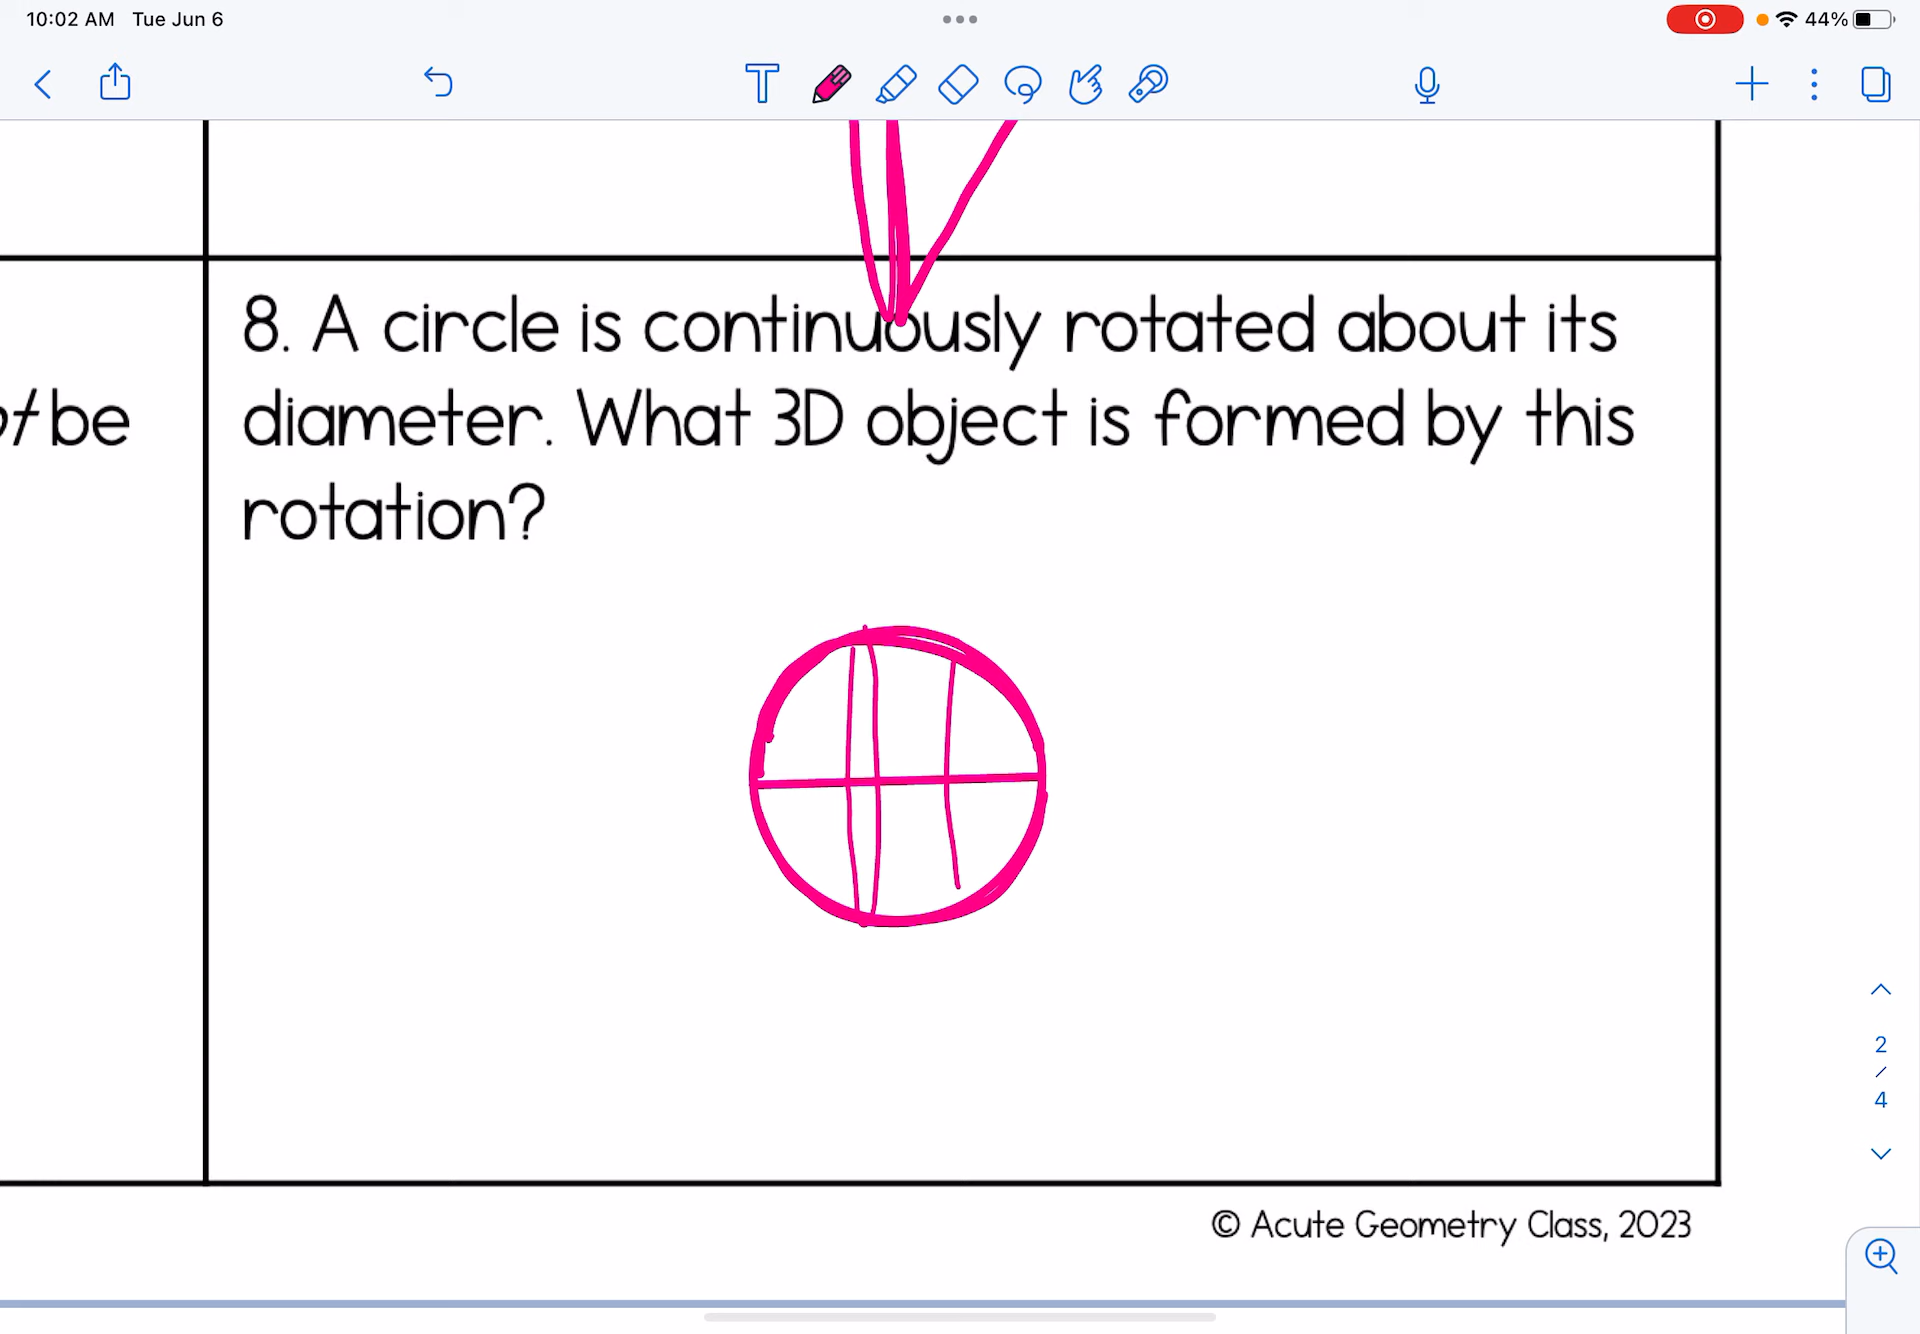 10:02 AM Tue Jun 6
44%
T
8. A circle is continuously rotated about its
diameter. What 3D object is formed by this
rotation?
be
2
/
4
© Acute Geometry Class, 2023